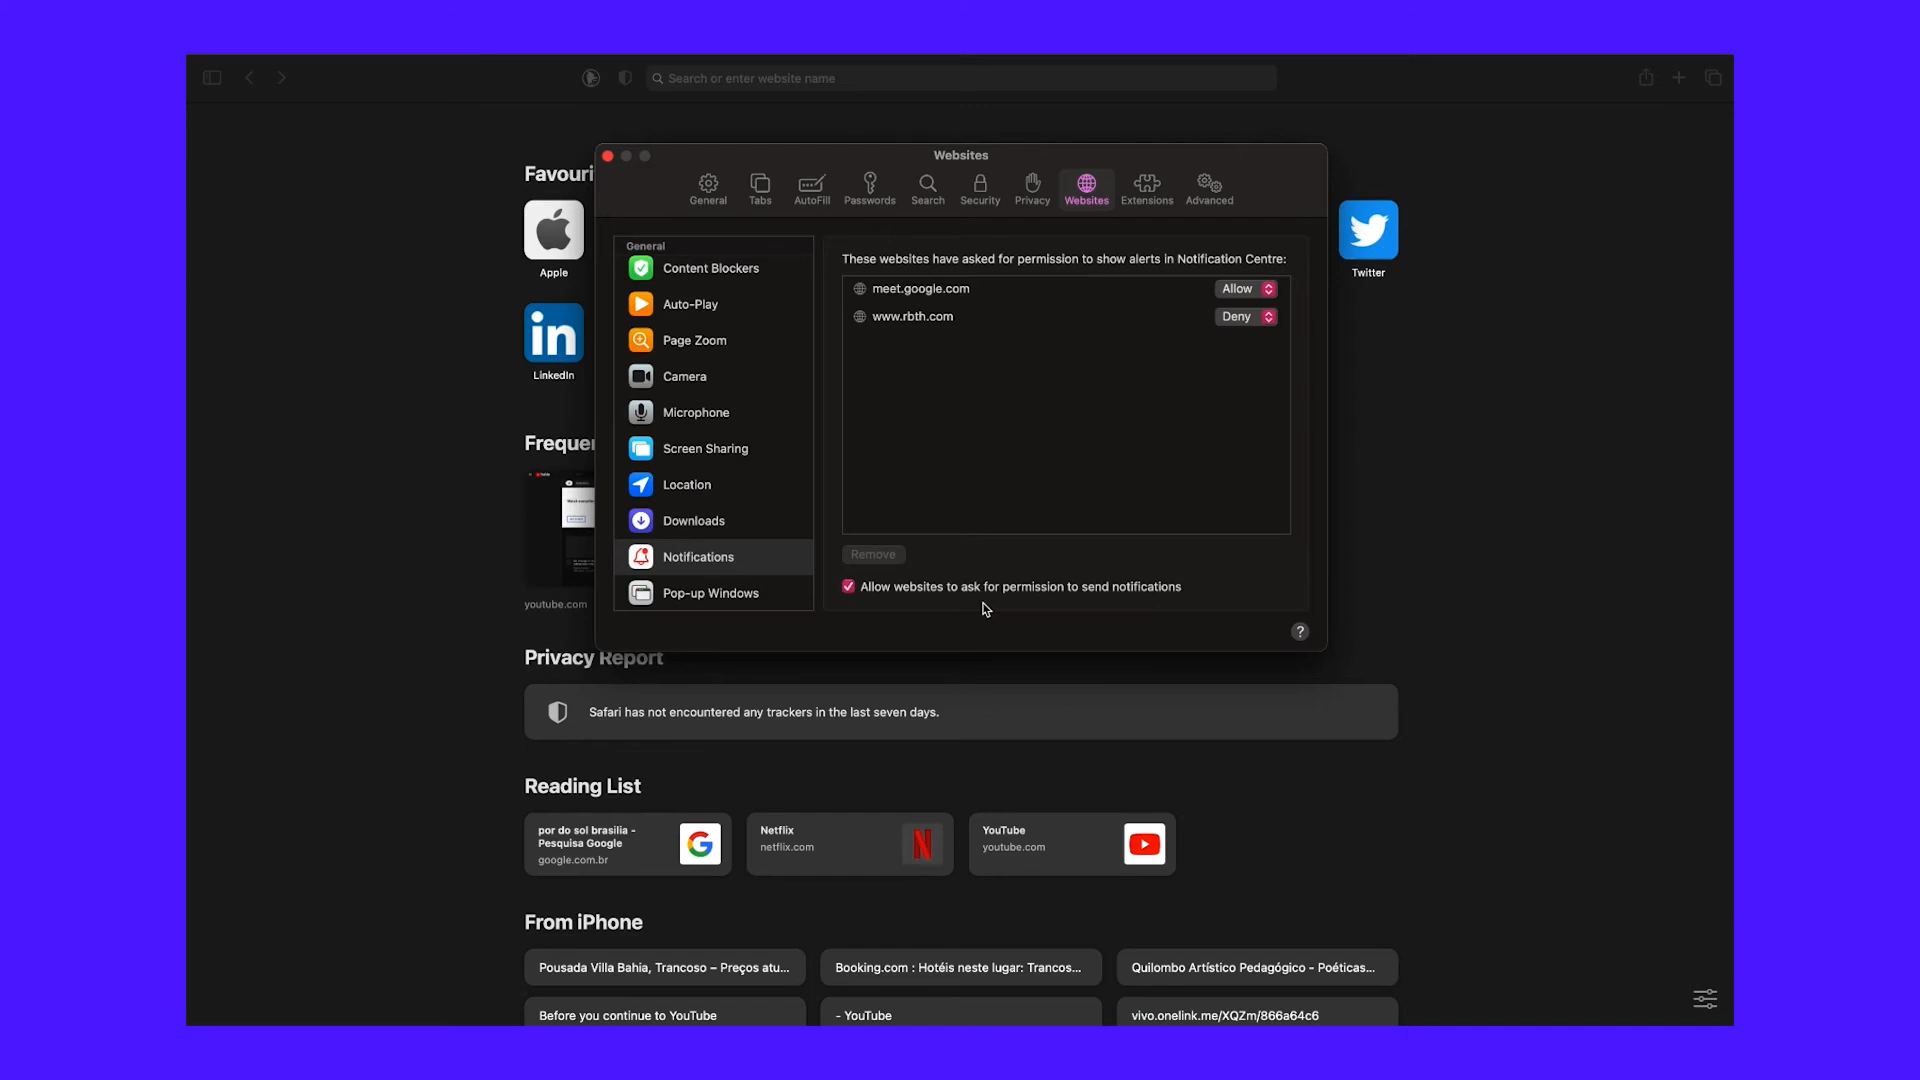 Search or enter website name
Websites
General
Tabs
AutoFill
Passwords
Search
Security
Privacy
Websites
Extensions
Advanced
Favouri
Apple
Twitter
LinkedIn
General
Content Blockers
Auto-Play
Page Zoom
Camera
Microphone
Screen Sharing
Location
Downloads
Notifications
Pop-up Windows
These websites have asked for permission to show alerts in Notification Centre:
meet.google.com
Allow
www.rbth.com
Deny
Remove
Allow websites to ask for permission to send notifications
?
Freque
youtube.com
Privacy Report
Safari has not encountered any trackers in the last seven days.
Reading List
por do sol brasilia -
Pesquisa Google
google.com.br
Netflix
netflix.com
YouTube
youtube.com
From iPhone
Pousada Villa Bahia, Trancoso – Preços atu...
Booking.com : Hotéis neste lugar: Trancos...
Quilombo Artístico Pedagógico - Poéticas...
Before you continue to YouTube
- YouTube
vivo.onelink.me/XQZm/866a64c6